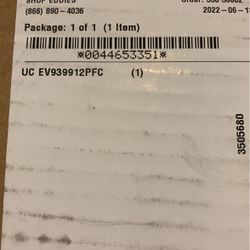 SHOP EDDIES
(866) 890-4036
2022-06-1
Package: 1 of 1 (1 Item)
*0044653351*
UC EV939912PFC (1)
3505680